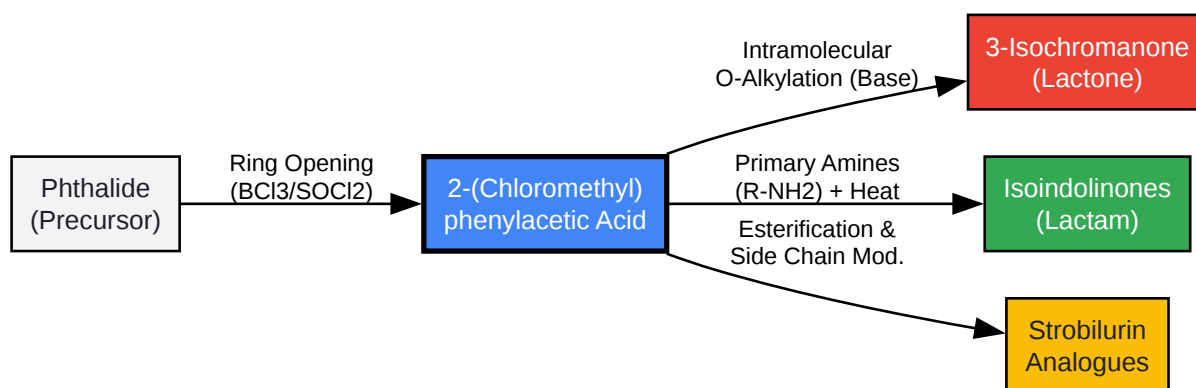 Phthalide
(Precursor)
Ring Opening
(BCl3/SOCl2)
2-(Chloromethyl)
phenylacetic Acid
Intramolecular
O-Alkylation (Base)
3-Isochromanone
(Lactone)
Primary Amines
(R-NH2) + Heat
Isoindolinones
(Lactam)
Esterification &
Side Chain Mod.
Strobilurin
Analogues